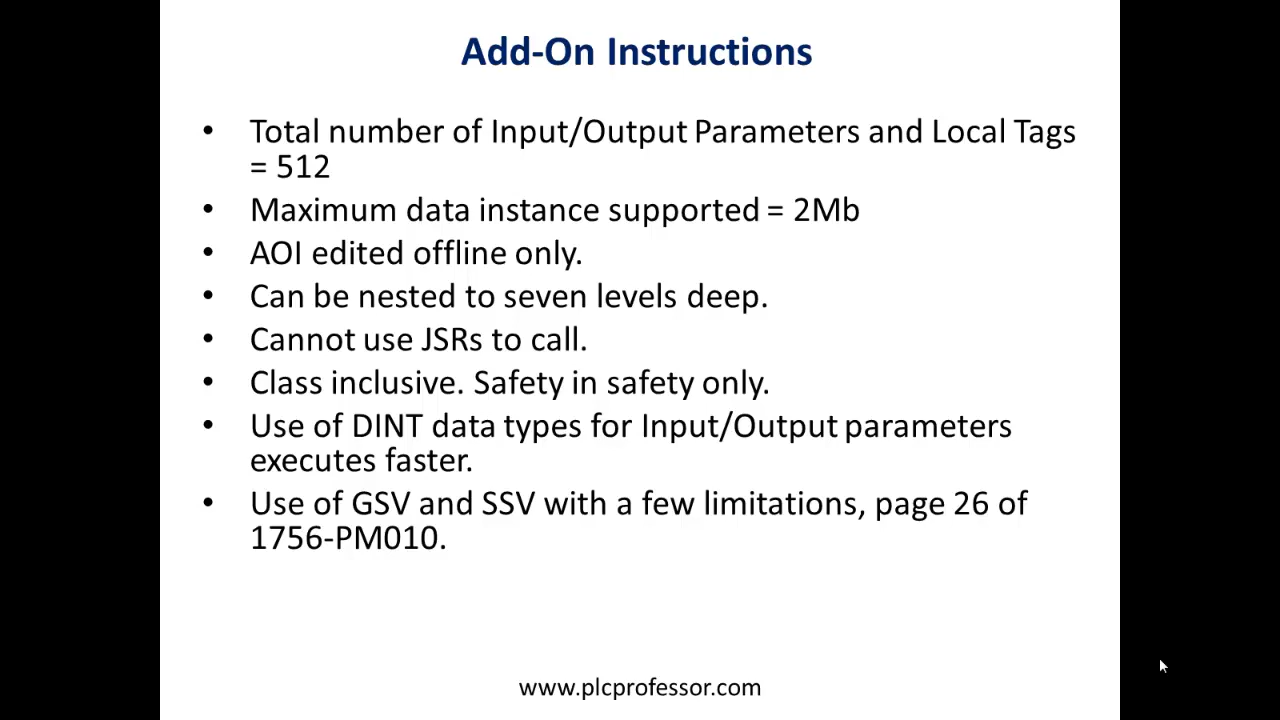 Add-On Instructions
• Total number of Input/Output Parameters and Local Tags
= 512
• Maximum data instance supported = 2Mb
• AOI edited offline only.
• Can be nested to seven levels deep.
• Cannot use JSRs to call.
• Class inclusive. Safety in safety only.
• Use of DINT data types for Input/Output parameters
executes faster.
• Use of GSV and SSV with a few limitations, page 26 of
1756-PM010.
www.plcprofessor.com